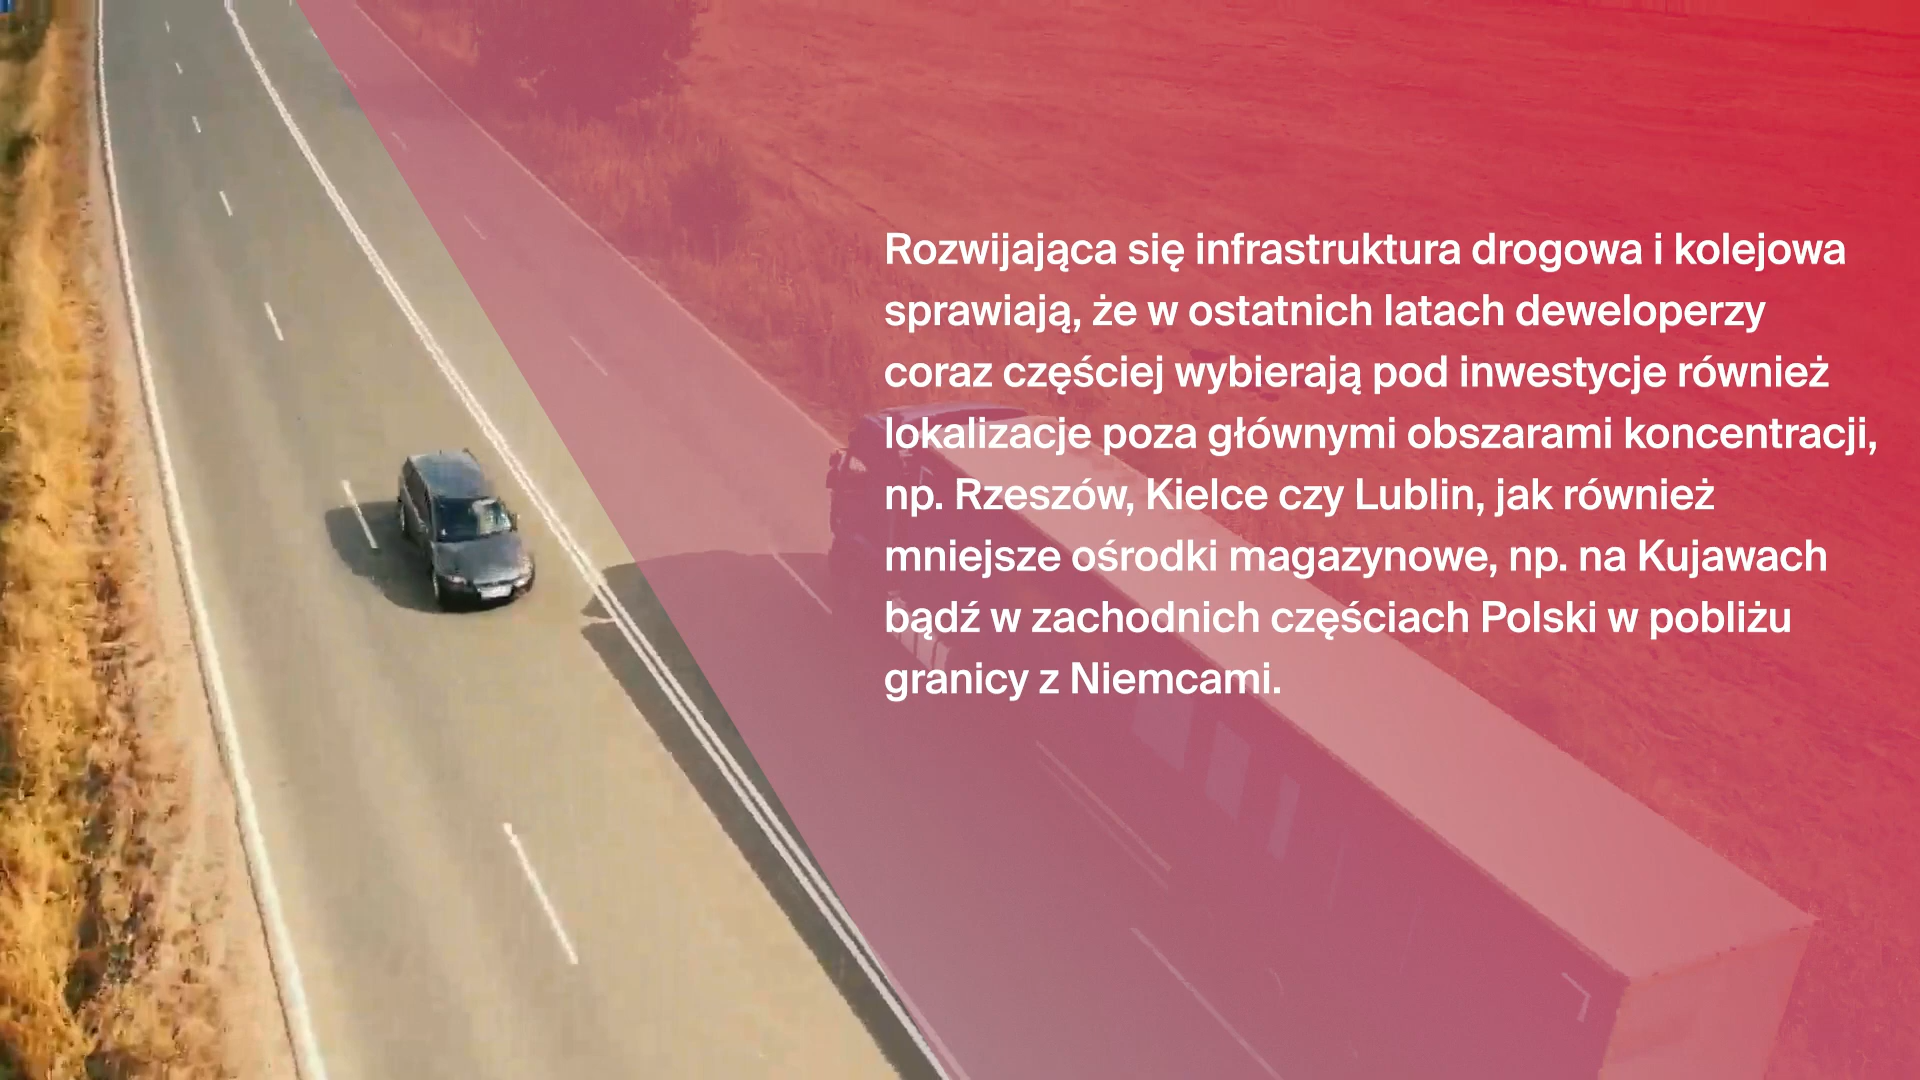 Rozwijająca się infrastruktura drogowa i kolejowa
sprawiają, że w ostatnich latach deweloperzy
coraz częściej wybierają pod inwestycje również
lokalizacje poza głównymi obszarami koncentracji,
np. Rzeszów, Kielce czy Lublin, jak również
mniejsze ośrodki magazynowe, np. na Kujawach
bądź w zachodnich częściach Polski w pobliżu
granicy z Niemcami.